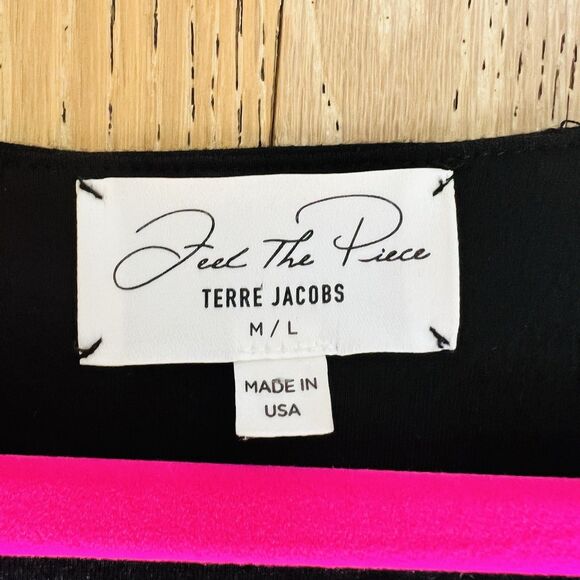 Feel The Piece
TERRE JACOBS
M / L
MADE IN
USA